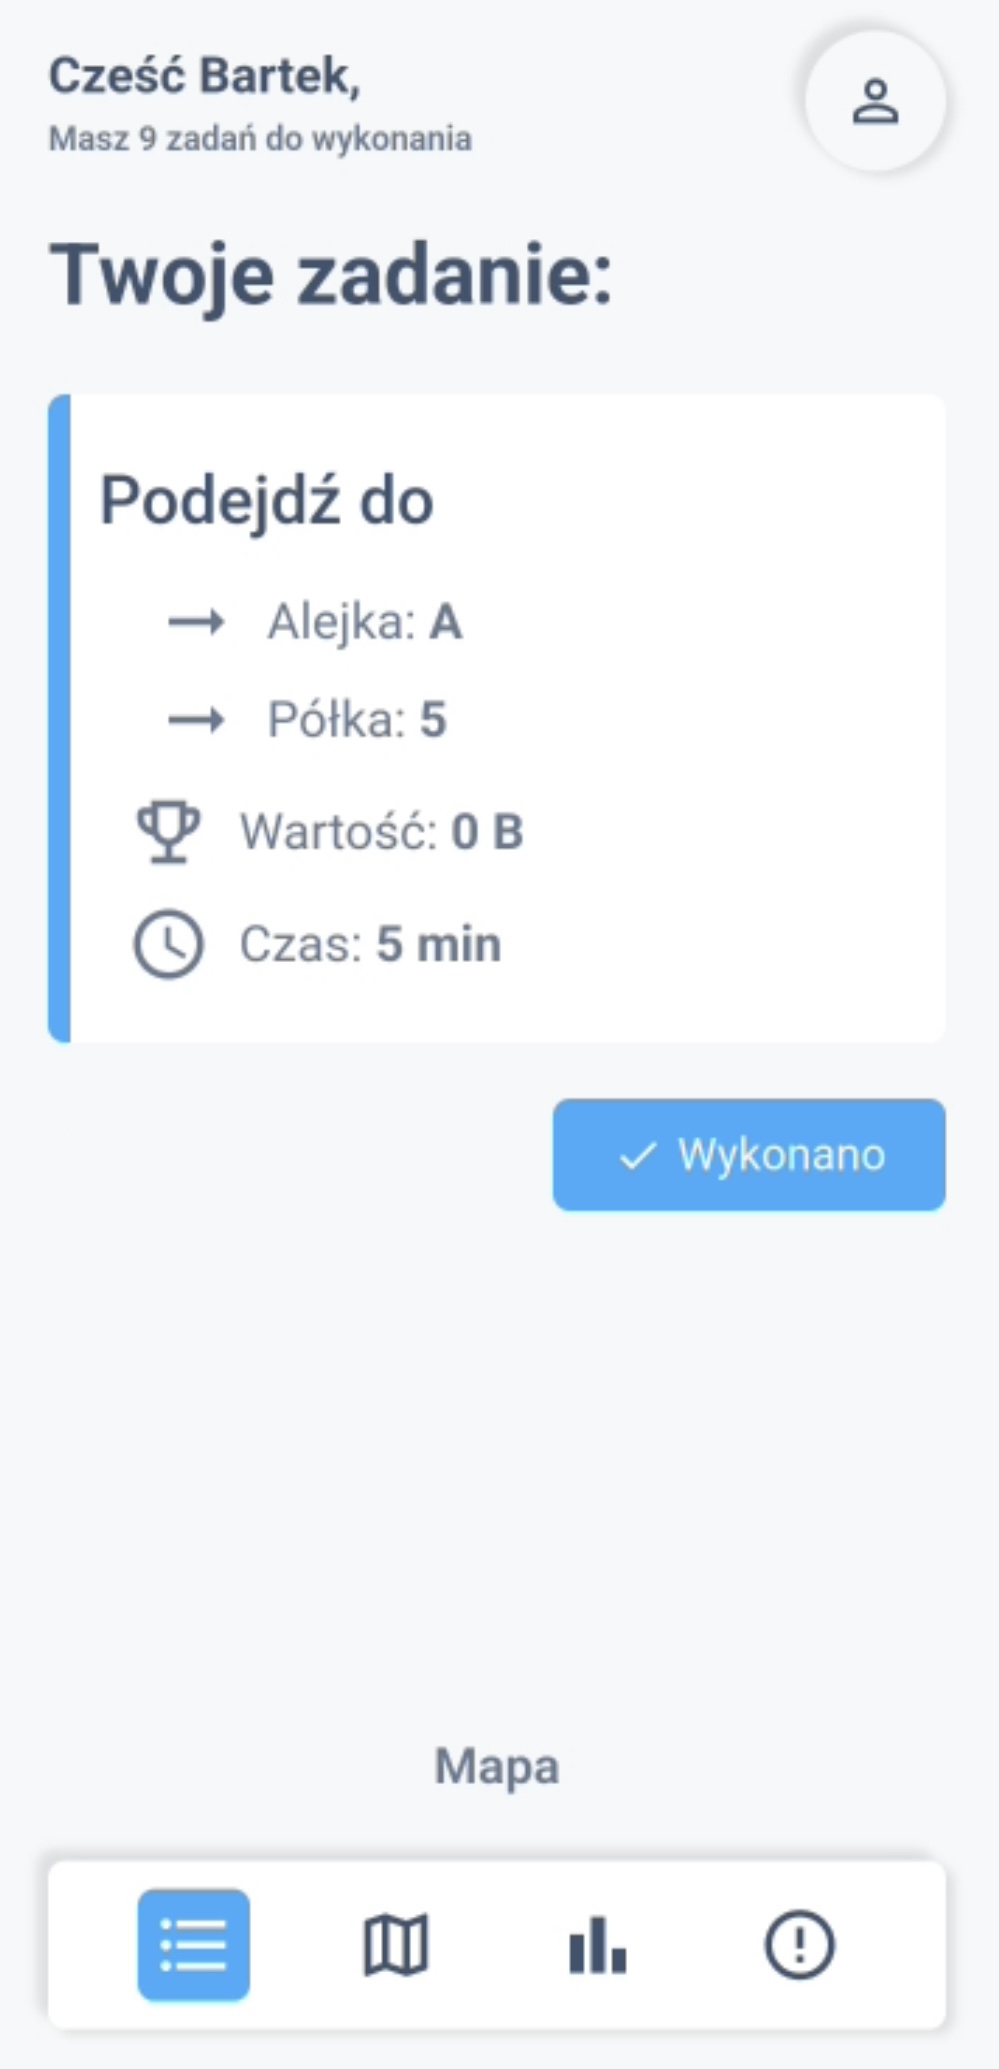 Cześć Bartek,
Masz 9 zadań do wykonania
Twoje zadanie:
Podejdź do
Alejka: A
Półka: 5
Wartość: 0 B
Czas: 5 min
Wykonano
Mapa